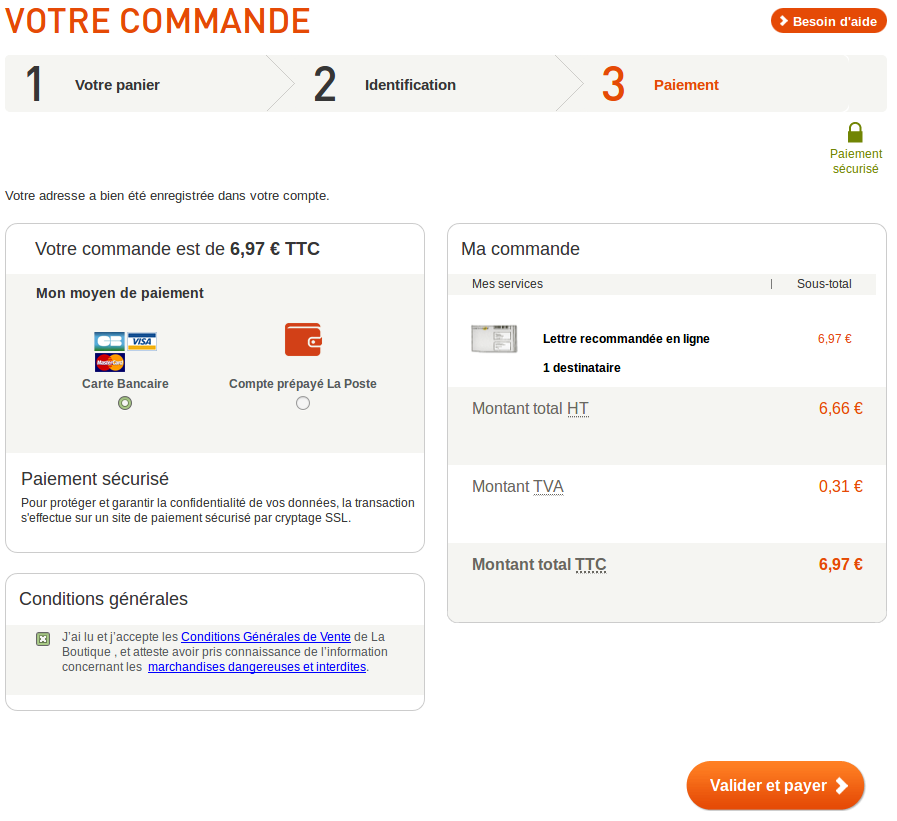 VOTRE COMMANDE
Besoin d'aide
1 Votre panier
2 Identification
3 Paiement
Paiement
sécurisé
Votre adresse a bien été enregistrée dans votre compte.
Votre commande est de 6,97 € TTC
Mon moyen de paiement
CB VISA
MasterCard
Carte Bancaire
Compte prépayé La Poste
Paiement sécurisé
Pour protéger et garantir la confidentialité de vos données, la transaction
s'effectue sur un site de paiement sécurisé par cryptage SSL.
Conditions générales
J'ai lu et j'accepte les Conditions Générales de Vente de La
Boutique , et atteste avoir pris connaissance de l'information
concernant les marchandises dangereuses et interdites.
Ma commande
Mes services | Sous-total
Lettre recommandée en ligne 6,97 €
1 destinataire
Montant total HT 6,66 €
Montant TVA 0,31 €
Montant total TTC 6,97 €
Valider et payer